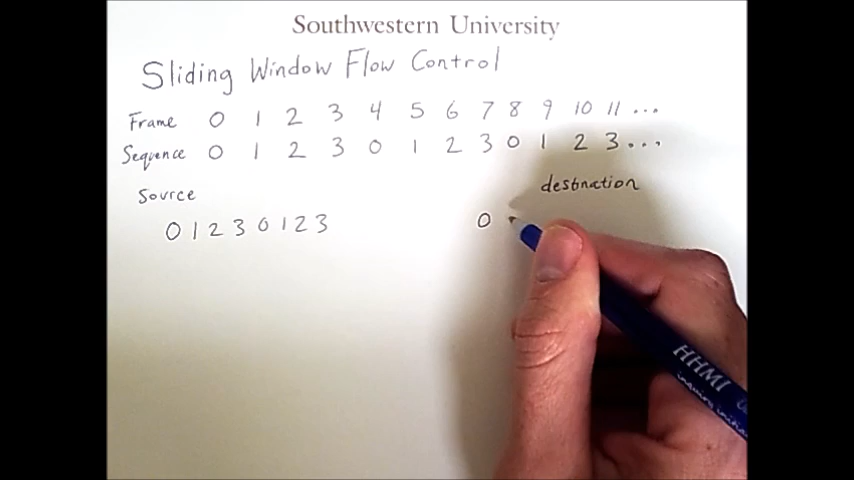 Southwestern University
Sliding Window Flow Control
Frame 0 1 2 3 4 5 6 7 8 9 10 11 ...
Sequence 0 1 2 3 0 1 2 3 0 1 2 3 ...
Source destination
0 1 2 3 0 1 2 3 0
HHMI